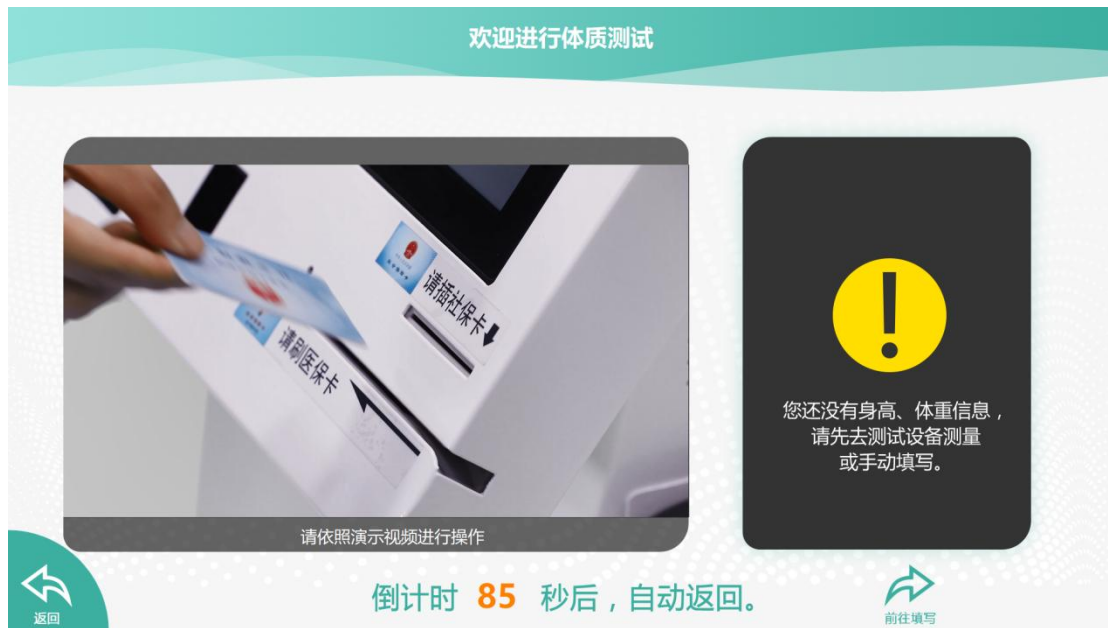 欢迎进行体质测试
请插社保卡
请刷医保卡
请依照演示视频进行操作
您还没有身高、体重信息，
请先去测试设备测量
或手动填写。
返回
倒计时 85 秒后，自动返回。
前往填写